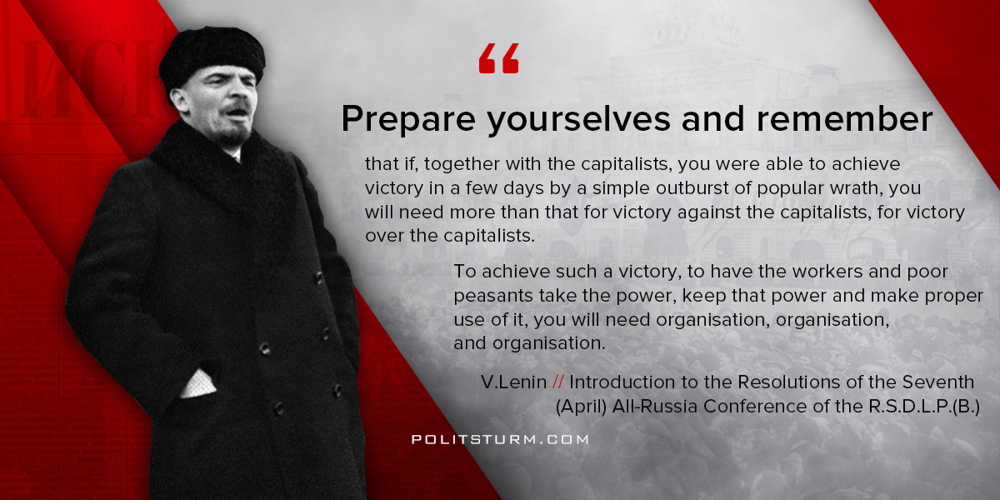 ИСК
“
Prepare yourselves and remember
that if, together with the capitalists, you were able to achieve
victory in a few days by a simple outburst of popular wrath, you
will need more than that for victory against the capitalists, for victory
over the capitalists.
To achieve such a victory, to have the workers and poor
peasants take the power, keep that power and make proper
use of it, you will need organisation, organisation,
and organisation.
V.Lenin // Introduction to the Resolutions of the Seventh
(April) All-Russia Conference of the R.S.D.L.P.(B.)
POLITSTURM.COM